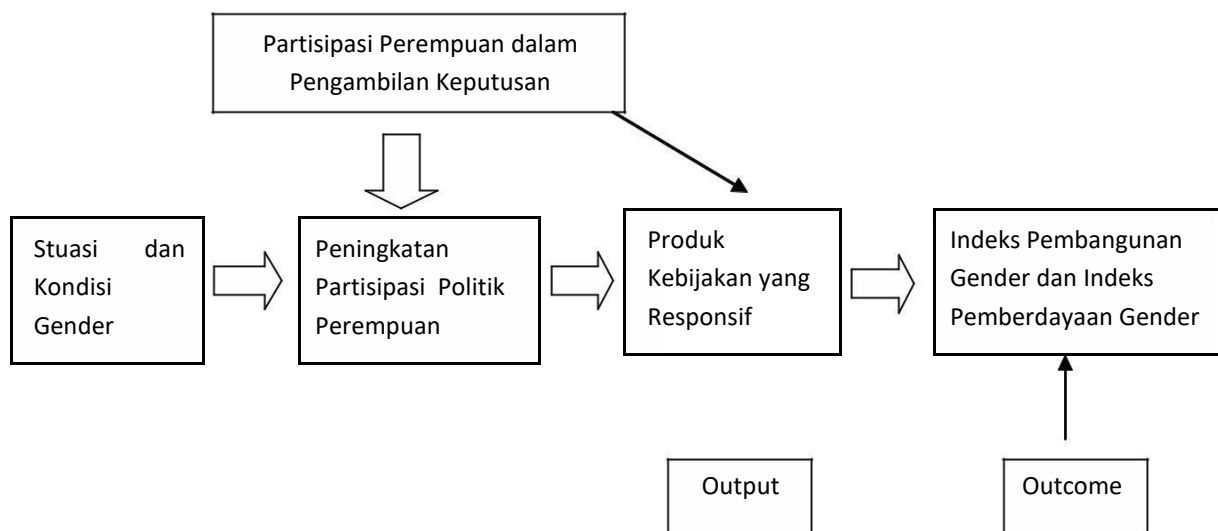 Partisipasi Perempuan dalam
Pengambilan Keputusan
Stuasi dan
Kondisi
Gender
Peningkatan
Partisipasi Politik
Perempuan
Produk
Kebijakan yang
Responsif
Indeks Pembangunan
Gender dan Indeks
Pemberdayaan Gender
Output
Outcome